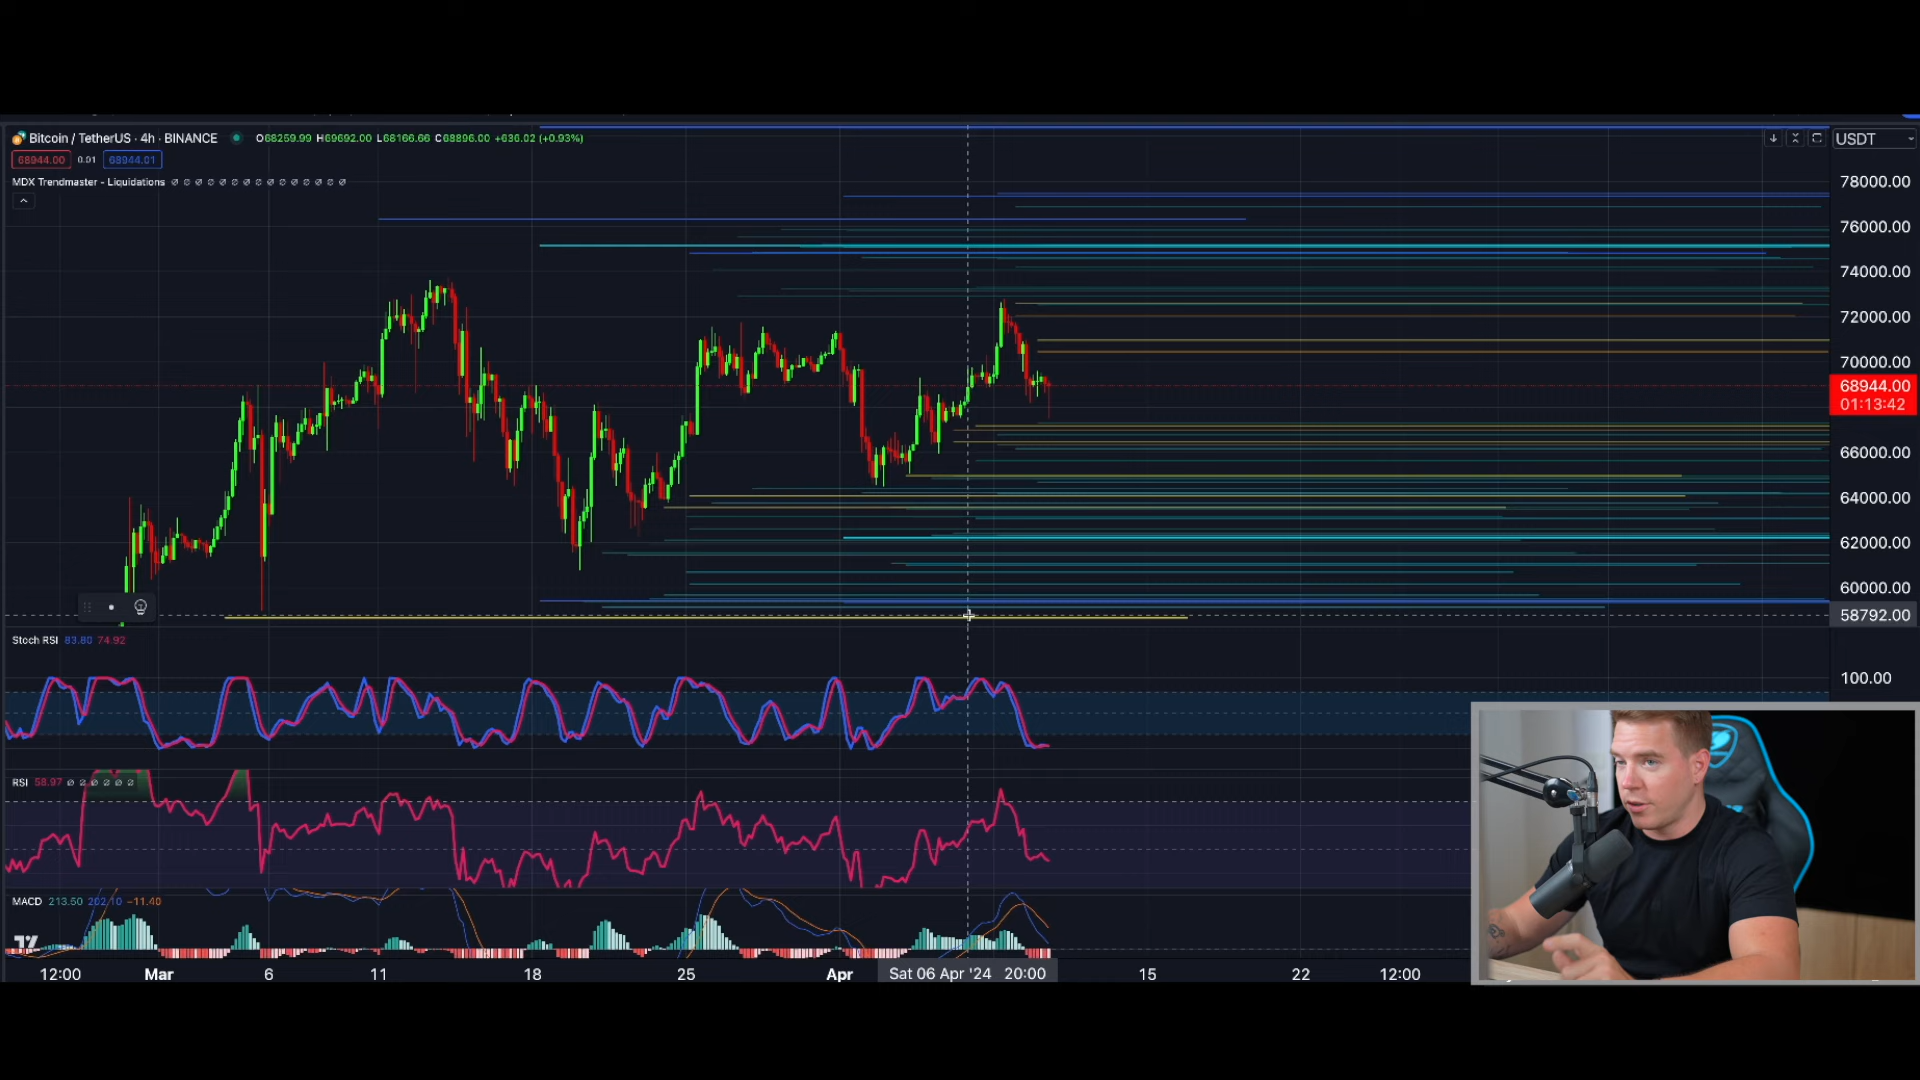 Bitcoin / TetherUS · 4h · BINANCE O68259.99 H69692.00 L68166.66 C68896.00 +636.02 (+0.93%)
USDT
68944.00 0.01 68944.01
MDX Trendmaster - Liquidations
78000.00
76000.00
74000.00
72000.00
70000.00
68944.00
01:13:42
66000.00
64000.00
62000.00
60000.00
58792.00
Stoch RSI 83.80 74.92
100.00
RSI 58.97
MACD 213.50 202.10 −11.40
12:00 Mar 6 11 18 25 Apr Sat 06 Apr '24 20:00 15 22 12:00